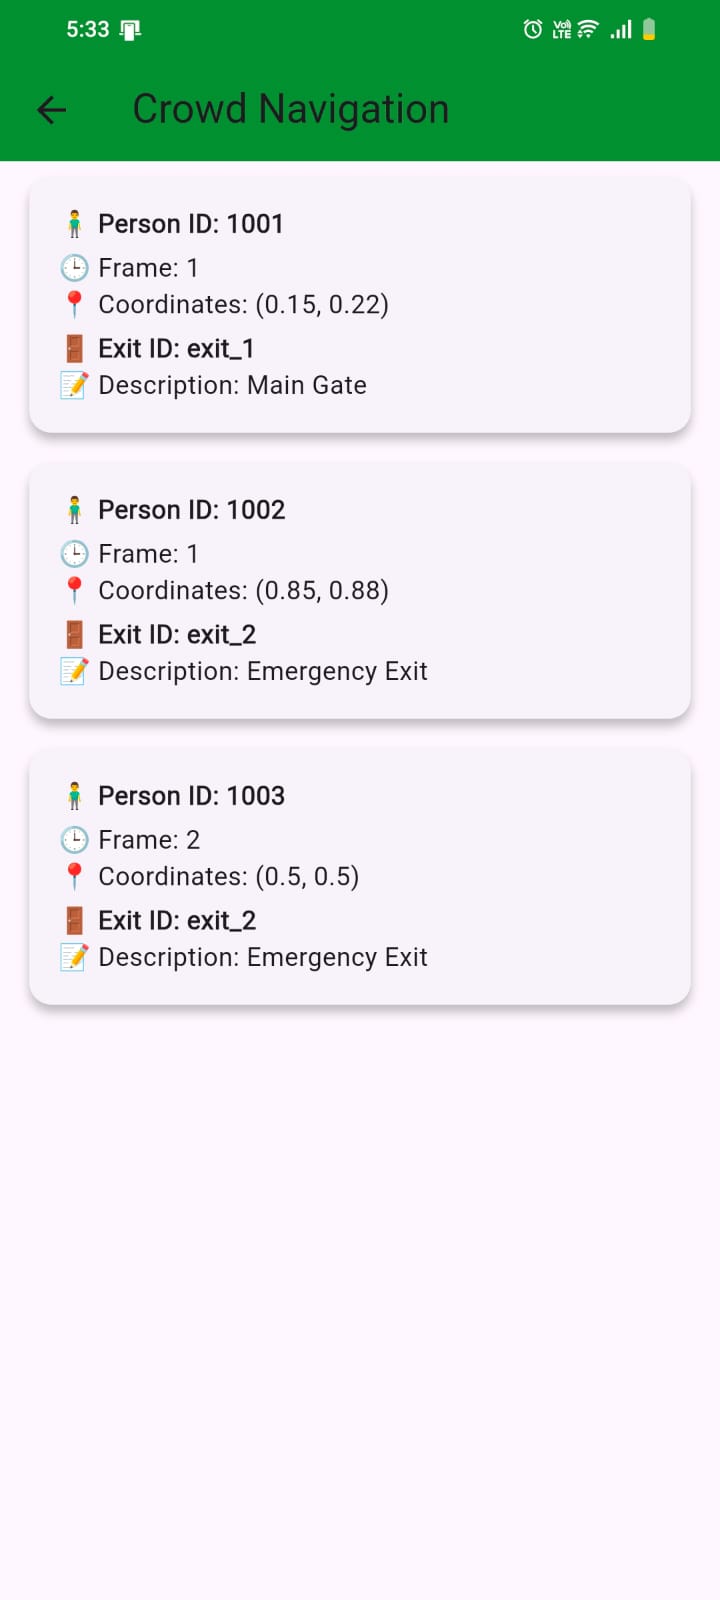 5:33
Vo) LTE
Crowd Navigation
Person ID: 1001
Frame: 1
Coordinates: (0.15, 0.22)
Exit ID: exit_1
Description: Main Gate
Person ID: 1002
Frame: 1
Coordinates: (0.85, 0.88)
Exit ID: exit_2
Description: Emergency Exit
Person ID: 1003
Frame: 2
Coordinates: (0.5, 0.5)
Exit ID: exit_2
Description: Emergency Exit